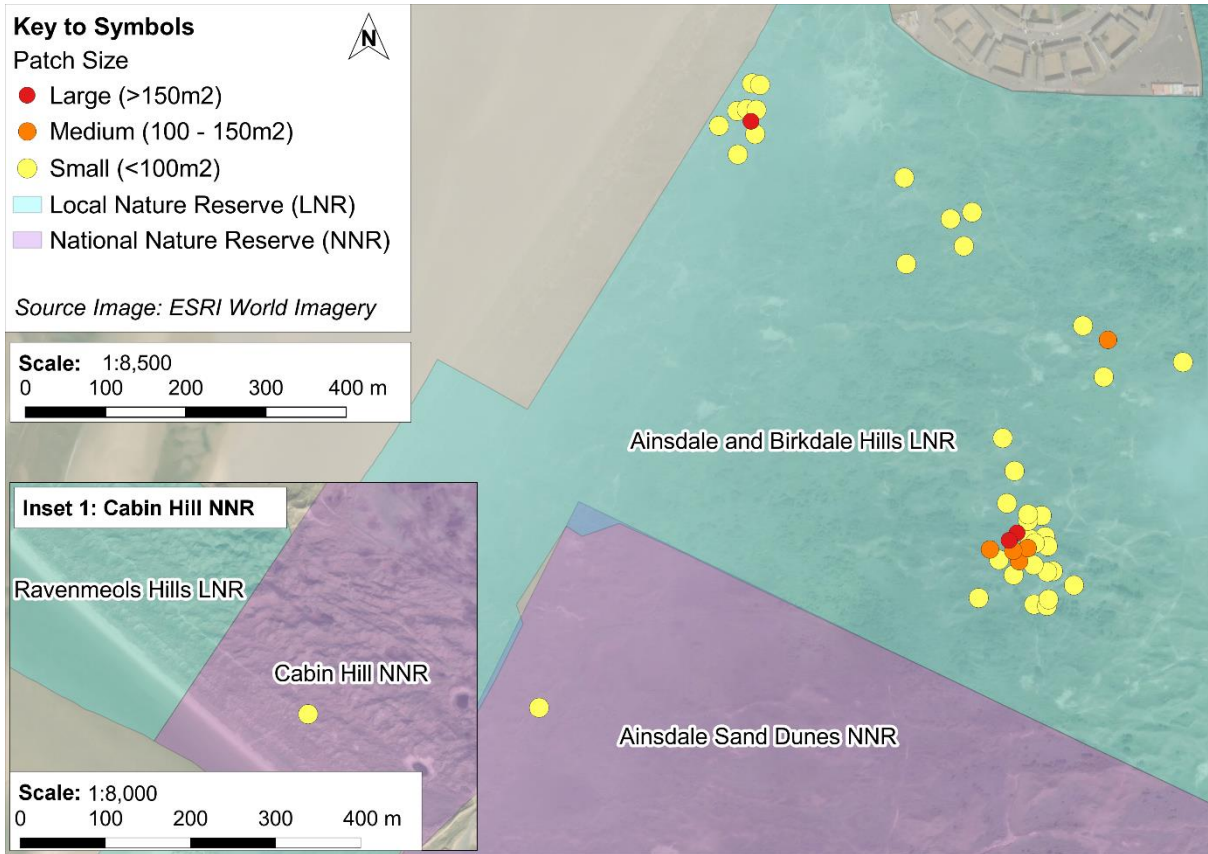 Key to Symbols
N
Patch Size
Large (>150m2)
Medium (100 - 150m2)
Small (<100m2)
Local Nature Reserve (LNR)
National Nature Reserve (NNR)
Source Image: ESRI World Imagery
Scale: 1:8,500
0 100 200 300 400 m
Ainsdale and Birkdale Hills LNR
Inset 1: Cabin Hill NNR
Ravenmeols Hills LNR
Cabin Hill NNR
Ainsdale Sand Dunes NNR
Scale: 1:8,000
0 100 200 300 400 m